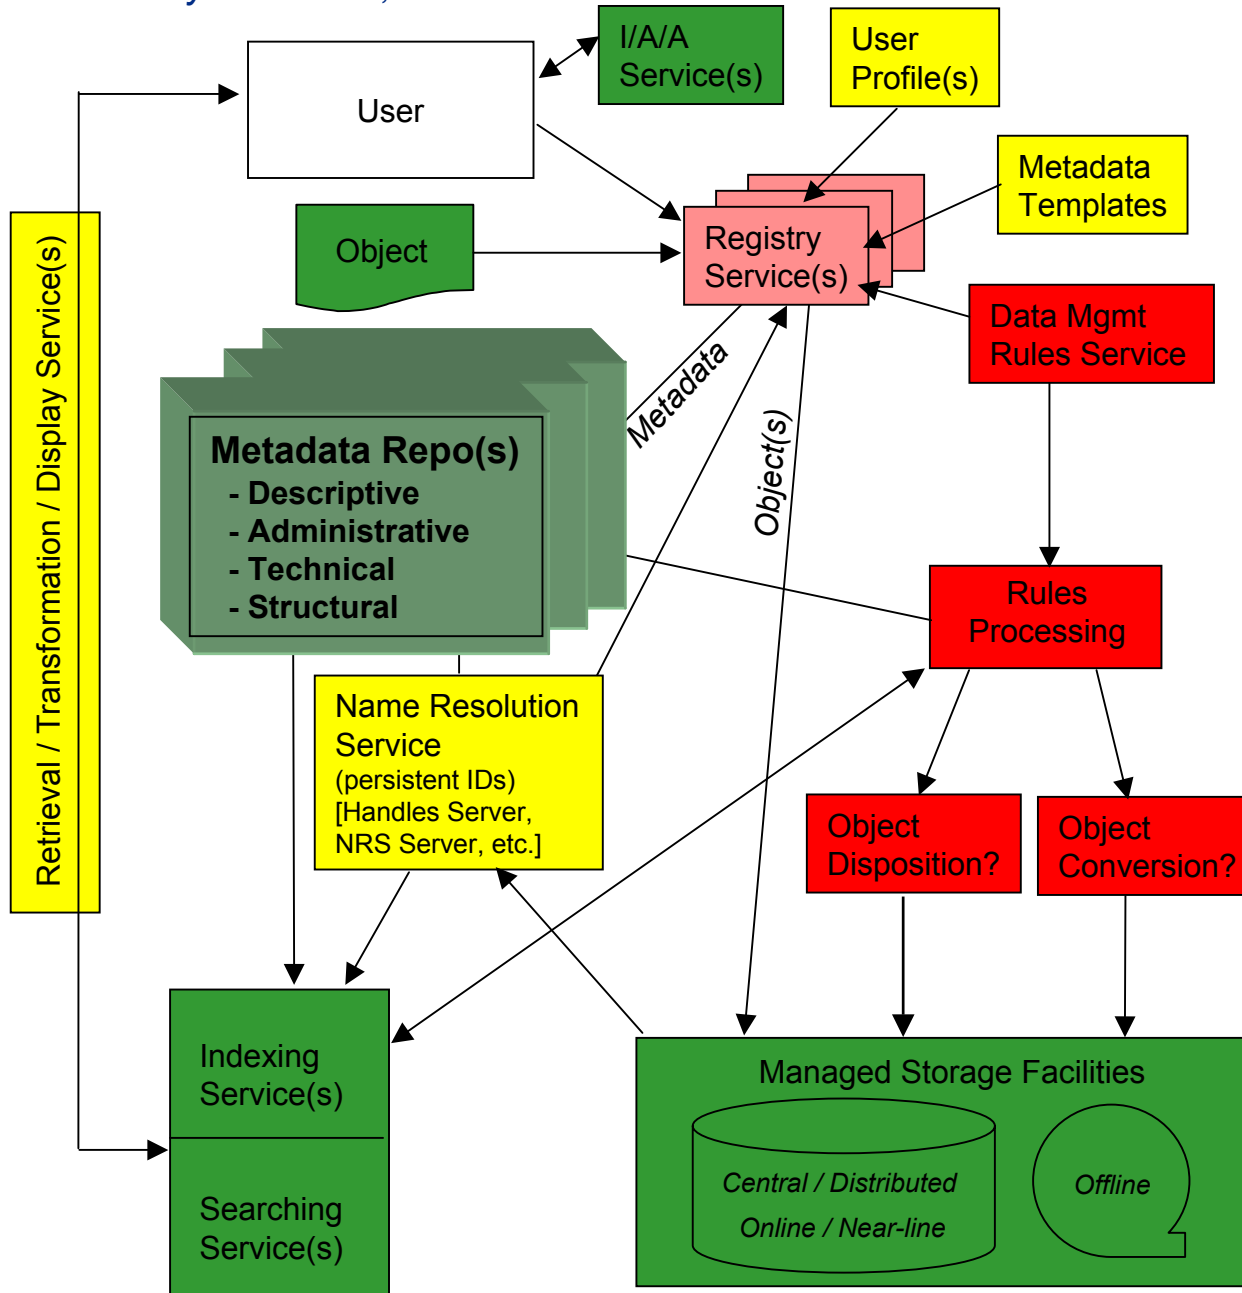 I/A/A
Service(s)
User
Profile(s)
User
Metadata
Templates
Object
Registry
Service(s)
Data Mgmt
Rules Service
Metadata
Object(s)
Retrieval / Transformation / Display Service(s)
Metadata Repo(s)
- Descriptive
- Administrative
- Technical
- Structural
Rules
Processing
Name Resolution
Service
(persistent IDs)
[Handles Server,
NRS Server, etc.]
Object
Disposition?
Object
Conversion?
Indexing
Service(s)
Searching
Service(s)
Managed Storage Facilities
Central / Distributed
Online / Near-line
Offline